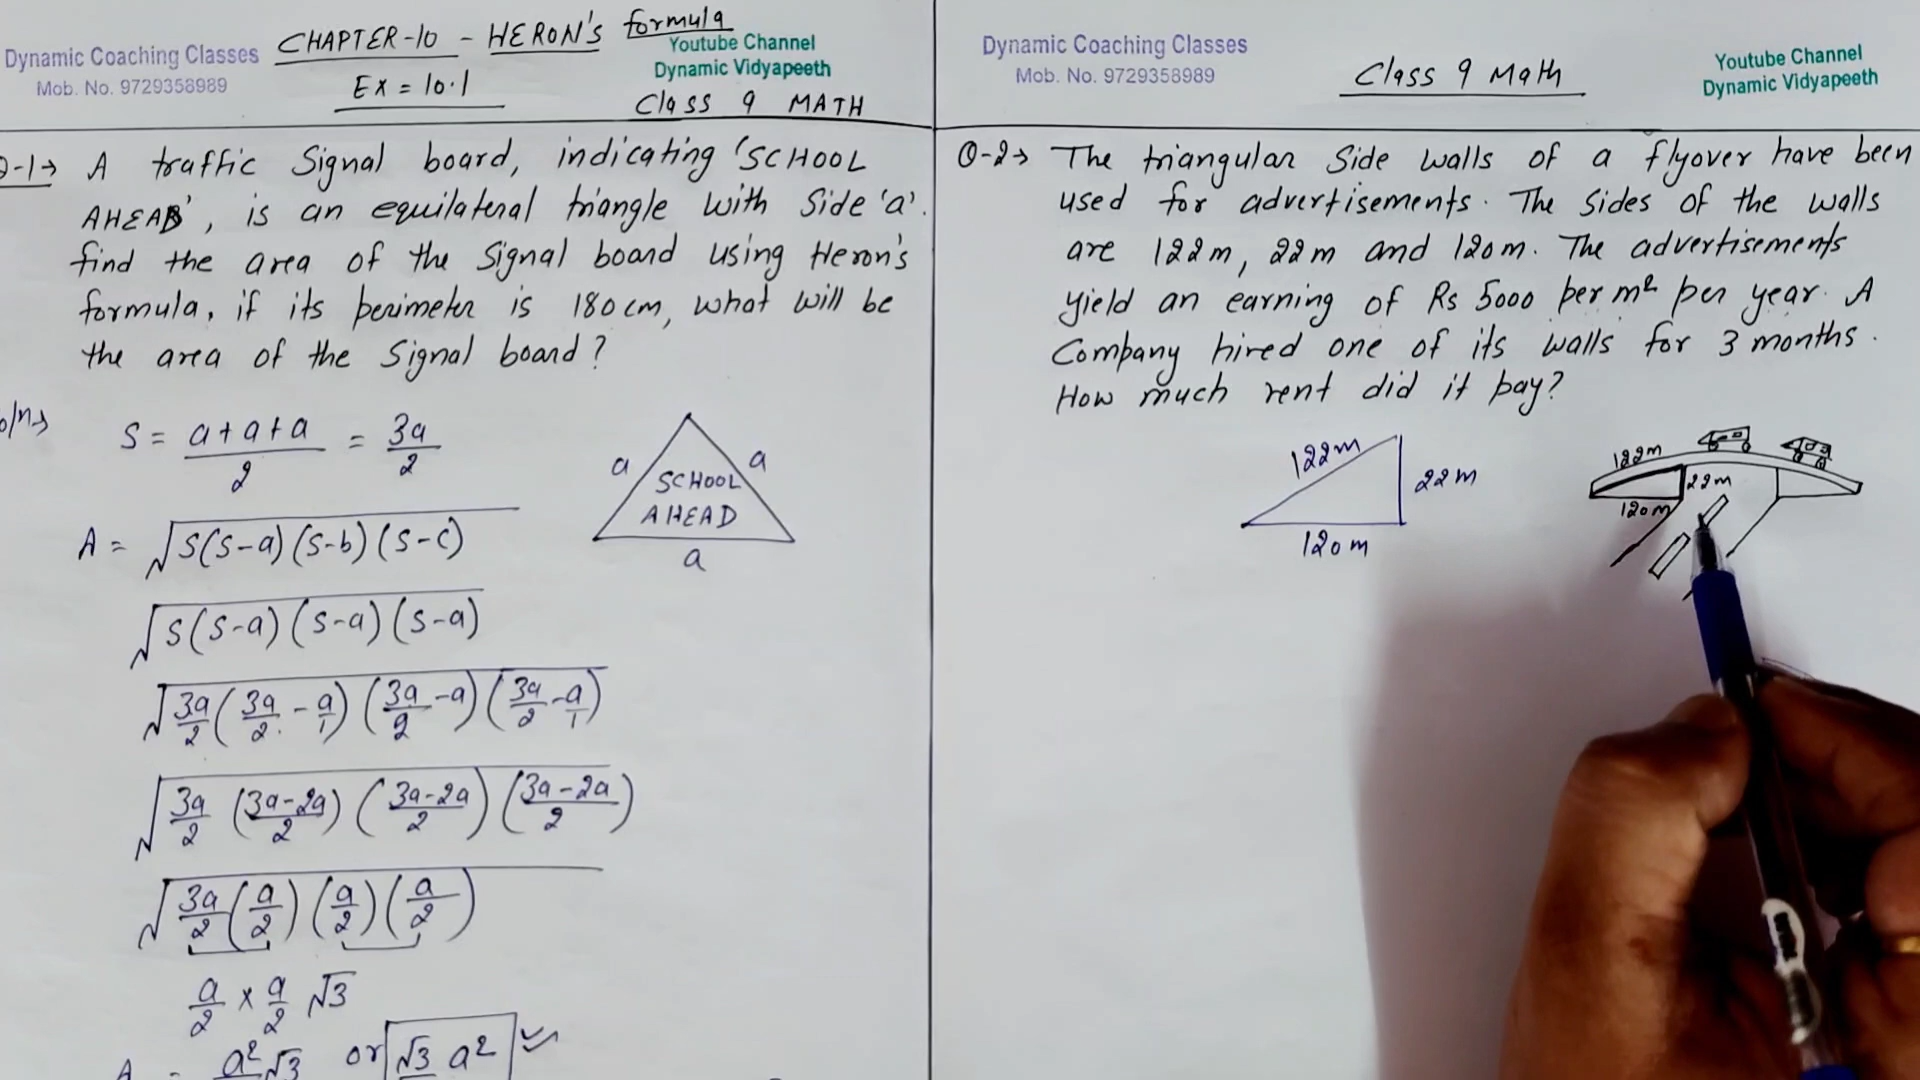 Dynamic Coaching Classes
Mob. No. 9729358989
CHAPTER-10 - HERON's formula
Ex = 10.1
Youtube Channel
Dynamic Vidyapeeth
Class 9 MATH
Q-1→ A traffic Signal board, indicating 'SCHOOL
AHEAD', is an equilateral triangle with Side 'a'.
find the area of the Signal board using Heron's
formula, if its perimeter is 180 cm, what will be
the area of the Signal board?
Soln→
S = a+a+a/2 = 3a/2
a
a
SCHOOL
AHEAD
a
A = √S(S-a)(S-b)(S-c)
√S(S-a)(S-a)(S-a)
√3a/2(3a/2 - a/1)(3a/2 - a)(3a/2 - a/1)
√3a/2 (3a-2a/2)(3a-2a/2)(3a-2a/2)
√3a/2(a/2)(a/2)(a/2)
a/2 × a/2 √3
A = a²√3 or √3 a²
Dynamic Coaching Classes
Mob. No. 9729358989
Class 9 Math
Youtube Channel
Dynamic Vidyapeeth
Q-2→ The triangular Side walls of a flyover have been
used for advertisements. The sides of the walls
are 122m, 22m and 120m. The advertisements
yield an earning of Rs 5000 per m² per year. A
Company hired one of its walls for 3 months.
How much rent did it pay?
122m
22m
120m
122m
22m
120m